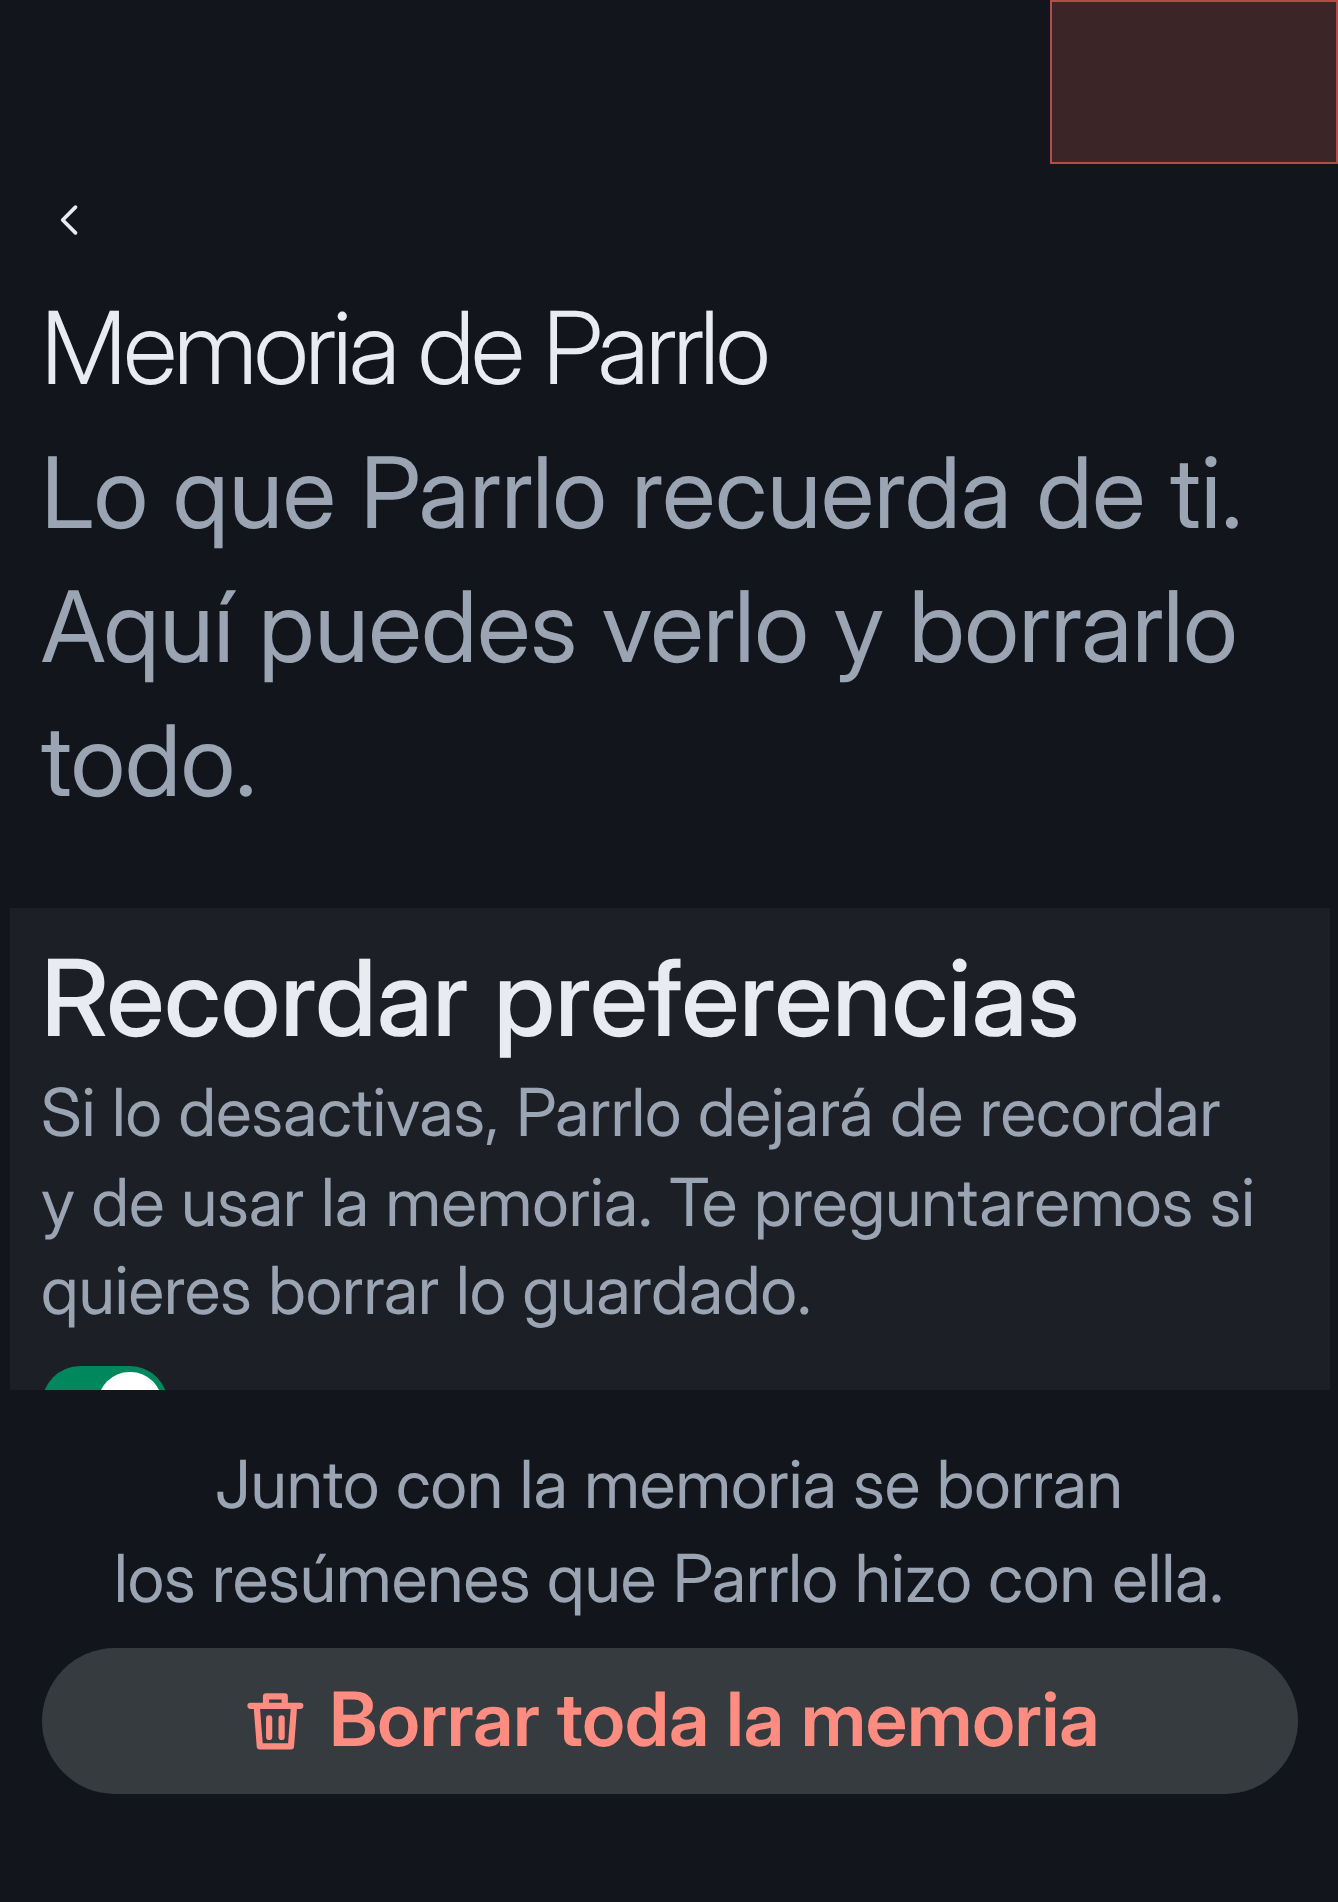 Memoria de Parrlo
Lo que Parrlo recuerda de ti.
Aquí puedes verlo y borrarlo
todo.
Recordar preferencias
Si lo desactivas, Parrlo dejará de recordar
y de usar la memoria. Te preguntaremos si
quieres borrar lo guardado.
Junto con la memoria se borran
los resúmenes que Parrlo hizo con ella.
Borrar toda la memoria